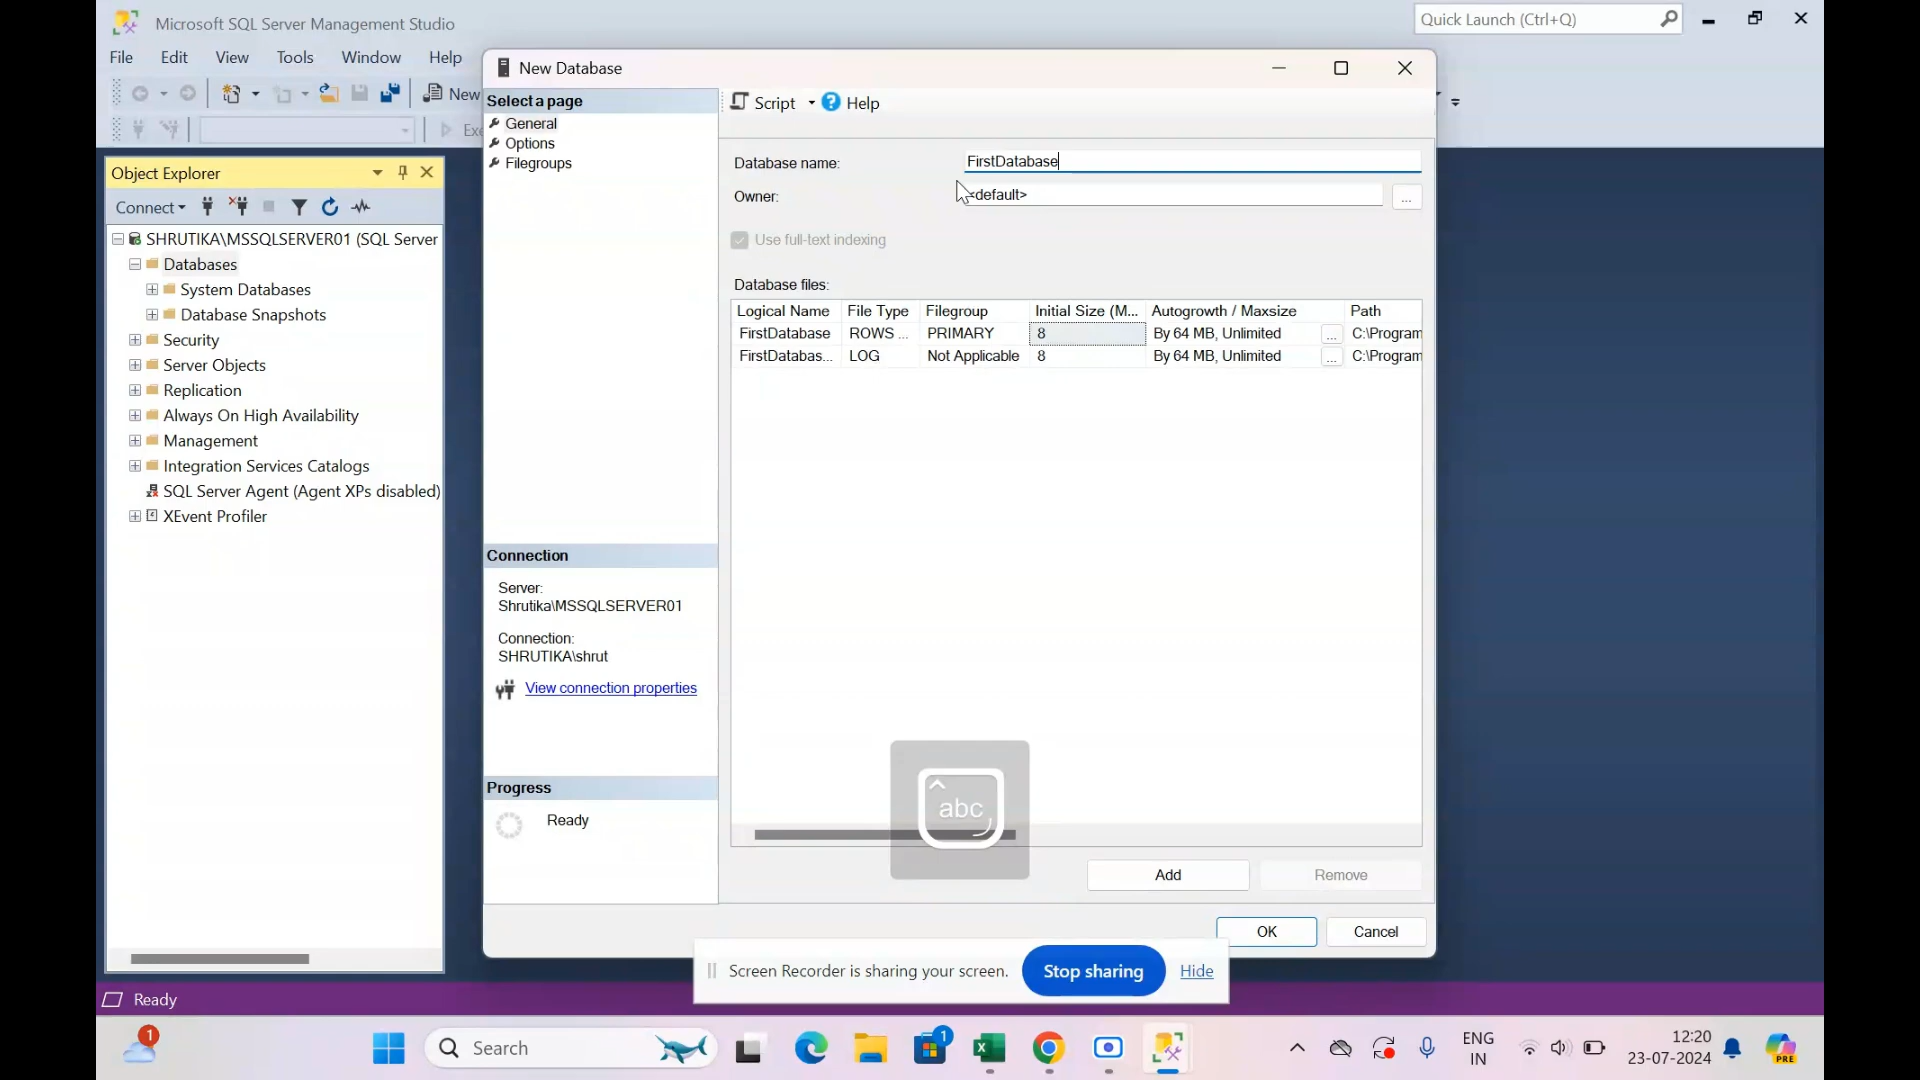 Microsoft SQL Server Management Studio
Quick Launch (Ctrl+Q)
File Edit View Tools Window Help
New
Exe
Object Explorer
Connect
SHRUTIKA\MSSQLSERVER01 (SQL Server
Databases
System Databases
Database Snapshots
Security
Server Objects
Replication
Always On High Availability
Management
Integration Services Catalogs
SQL Server Agent (Agent XPs disabled)
XEvent Profiler
New Database
Select a page
General
Options
Filegroups
Connection
Server:
Shrutika\MSSQLSERVER01
Connection:
SHRUTIKA\shrut
View connection properties
Progress
Ready
Script Help
Database name: FirstDatabase
Owner: <default>
...
Use full-text indexing
Database files:
Logical Name File Type Filegroup Initial Size (M... Autogrowth / Maxsize Path
FirstDatabase ROWS ... PRIMARY 8 By 64 MB, Unlimited ... C:\Program
FirstDatabas... LOG Not Applicable 8 By 64 MB, Unlimited ... C:\Program
abc
Add Remove
OK Cancel
Screen Recorder is sharing your screen. Stop sharing Hide
Ready
1
Search
1
ENG
IN
12:20
23-07-2024
PRE